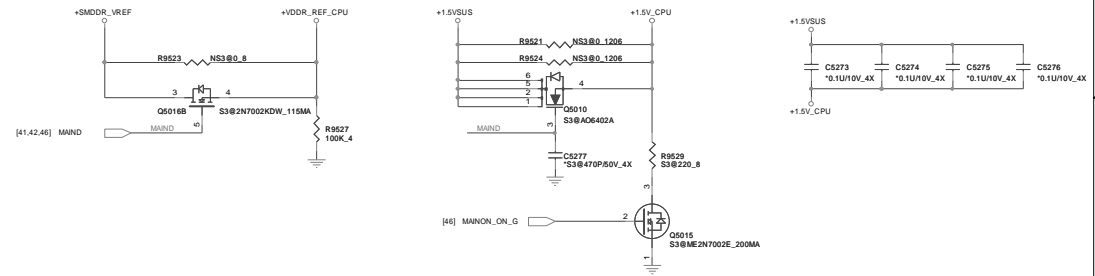 +SMDDR_VREF
+VDDR_REF_CPU
R9523
NS3@0_8
3
4
Q5016B
S3@2N7002KDW_115MA
5
[41,42,46] MAIND
MAIND
R9527
100K_4
+1.5VSUS
+1.5V_CPU
R9521
NS3@0_1206
R9524
NS3@0_1206
6
5
2
1
4
Q5010
S3@AO6402A
3
MAIND
C5277
*S3@470P/50V_4X
R9529
S3@220_8
3
[46] MAINON_ON_G
2
Q5015
S3@ME2N7002E_200MA
1
+1.5VSUS
C5273
*0.1U/10V_4X
C5274
*0.1U/10V_4X
C5275
*0.1U/10V_4X
C5276
*0.1U/10V_4X
+1.5V_CPU